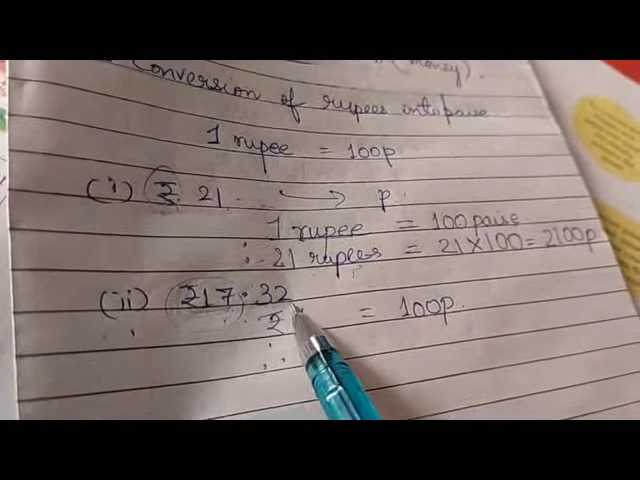 (money).
Conversion of rupees into paise
1 rupee = 100p.
(i) ₹ 21 → p.
1 rupee = 100 paise
∴ 21 rupees = 21×100 = 2100p
(ii) ₹17.32
₹ = 100p.
∴